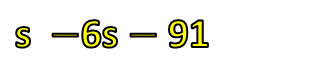 s —6s — 91